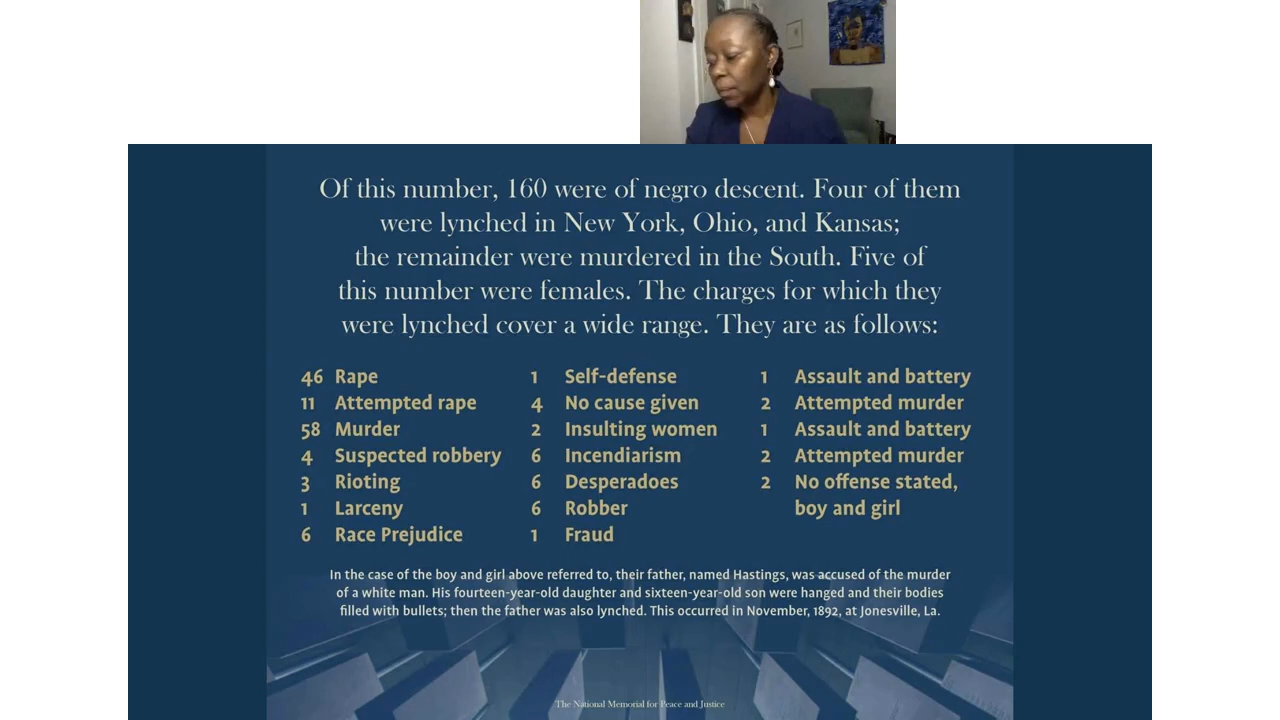 Of this number, 160 were of negro descent. Four of them
were lynched in New York, Ohio, and Kansas;
the remainder were murdered in the South. Five of
this number were females. The charges for which they
were lynched cover a wide range. They are as follows:
46 Rape
11 Attempted rape
58 Murder
4 Suspected robbery
3 Rioting
1 Larceny
6 Race Prejudice
1 Self-defense
4 No cause given
2 Insulting women
6 Incendiarism
6 Desperadoes
6 Robber
1 Fraud
1 Assault and battery
2 Attempted murder
1 Assault and battery
2 Attempted murder
2 No offense stated,
boy and girl
In the case of the boy and girl above referred to, their father, named Hastings, was accused of the murder
of a white man. His fourteen-year-old daughter and sixteen-year-old son were hanged and their bodies
filled with bullets; then the father was also lynched. This occurred in November, 1892, at Jonesville, La.
The National Memorial for Peace and Justice